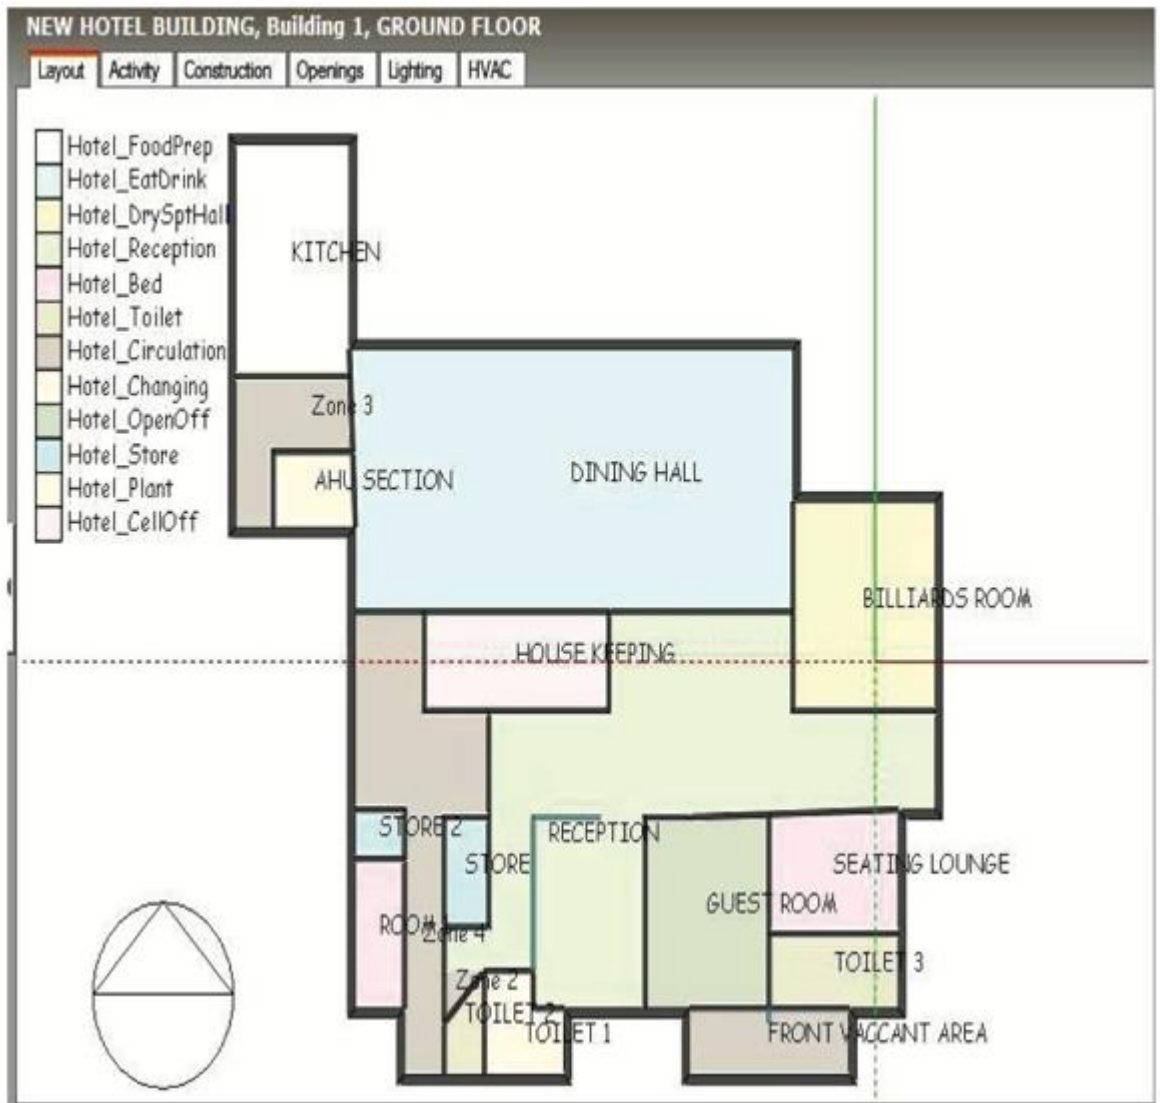 NEW HOTEL BUILDING, Building 1, GROUND FLOOR
Layout Activity Construction Openings Lighting HVAC
Hotel_FoodPrep
Hotel_EatDrink
Hotel_DrySptHall
Hotel_Reception
Hotel_Bed
Hotel_Toilet
Hotel_Circulation
Hotel_Changing
Hotel_OpenOff
Hotel_Store
Hotel_Plant
Hotel_CellOff
KITCHEN
Zone 3
AHU SECTION
DINING HALL
BILLIARDS ROOM
HOUSE KEEPING
STORE 2
RECEPTION
STORE
SEATING LOUNGE
GUEST ROOM
ROOM
Zone 4
TOILET 3
Zone 2
TOILET 2
TOILET 1
FRONT VACCANT AREA